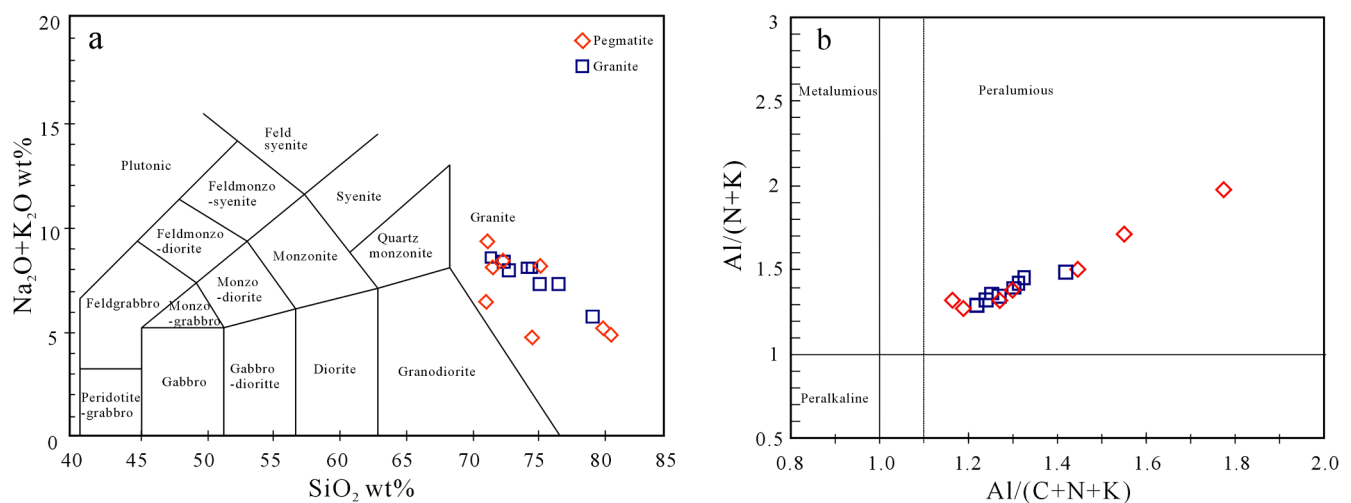 a
Pegmatite
Granite
Na₂O+K₂O wt%
20
15
10
5
0
Plutonic
Feld
syenite
Feldmonzo
-syenite
Syenite
Granite
Feldmonzo
-diorite
Monzonite
Quartz
monzonite
Feldgrabbro
Monzo
-diorite
Monzo
-grabbro
Peridotite
-grabbro
Gabbro
Gabbro
-dioritte
Diorite
Granodiorite
40
45
50
55
60
65
70
75
80
85
SiO₂ wt%
b
Al/(N+K)
3
2.5
2
1.5
1
0.5
Metalumious
Peralumious
Peralkaline
0.8
1.0
1.2
1.4
1.6
1.8
2.0
Al/(C+N+K)